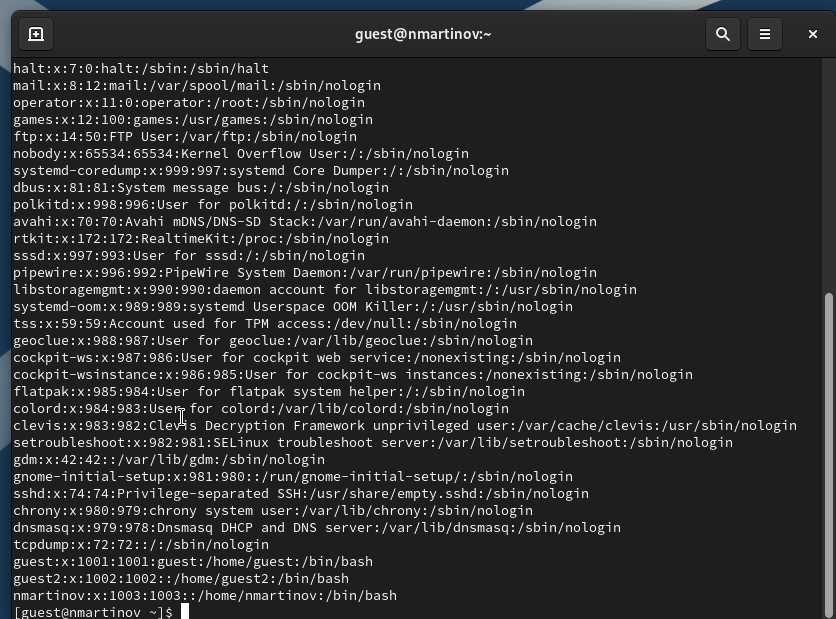 guest@nmartinov:~
halt:x:7:0:halt:/sbin:/sbin/halt
mail:x:8:12:mail:/var/spool/mail:/sbin/nologin
operator:x:11:0:operator:/root:/sbin/nologin
games:x:12:100:games:/usr/games:/sbin/nologin
ftp:x:14:50:FTP User:/var/ftp:/sbin/nologin
nobody:x:65534:65534:Kernel Overflow User:/:/sbin/nologin
systemd-coredump:x:999:997:systemd Core Dumper:/:/sbin/nologin
dbus:x:81:81:System message bus:/:/sbin/nologin
polkitd:x:998:996:User for polkitd:/:/sbin/nologin
avahi:x:70:70:Avahi mDNS/DNS-SD Stack:/var/run/avahi-daemon:/sbin/nologin
rtkit:x:172:172:RealtimeKit:/proc:/sbin/nologin
sssd:x:997:993:User for sssd:/:/sbin/nologin
pipewire:x:996:992:PipeWire System Daemon:/var/run/pipewire:/sbin/nologin
libstoragemgmt:x:990:990:daemon account for libstoragemgmt:/:/usr/sbin/nologin
systemd-oom:x:989:989:systemd Userspace OOM Killer:/:/usr/sbin/nologin
tss:x:59:59:Account used for TPM access:/dev/null:/sbin/nologin
geoclue:x:988:987:User for geoclue:/var/lib/geoclue:/sbin/nologin
cockpit-ws:x:987:986:User for cockpit web service:/nonexisting:/sbin/nologin
cockpit-wsinstance:x:986:985:User for cockpit-ws instances:/nonexisting:/sbin/nologin
flatpak:x:985:984:User for flatpak system helper:/:/sbin/nologin
colord:x:984:983:User for colord:/var/lib/colord:/sbin/nologin
clevis:x:983:982:Clevis Decryption Framework unprivileged user:/var/cache/clevis:/usr/sbin/nologin
setroubleshoot:x:982:981:SELinux troubleshoot server:/var/lib/setroubleshoot:/sbin/nologin
gdm:x:42:42::/var/lib/gdm:/sbin/nologin
gnome-initial-setup:x:981:980::/run/gnome-initial-setup/:/sbin/nologin
sshd:x:74:74:Privilege-separated SSH:/usr/share/empty.sshd:/sbin/nologin
chrony:x:980:979:chrony system user:/var/lib/chrony:/sbin/nologin
dnsmasq:x:979:978:Dnsmasq DHCP and DNS server:/var/lib/dnsmasq:/sbin/nologin
tcpdump:x:72:72::/:/sbin/nologin
guest:x:1001:1001:guest:/home/guest:/bin/bash
guest2:x:1002:1002::/home/guest2:/bin/bash
nmartinov:x:1003:1003::/home/nmartinov:/bin/bash
[guest@nmartinov ~]$